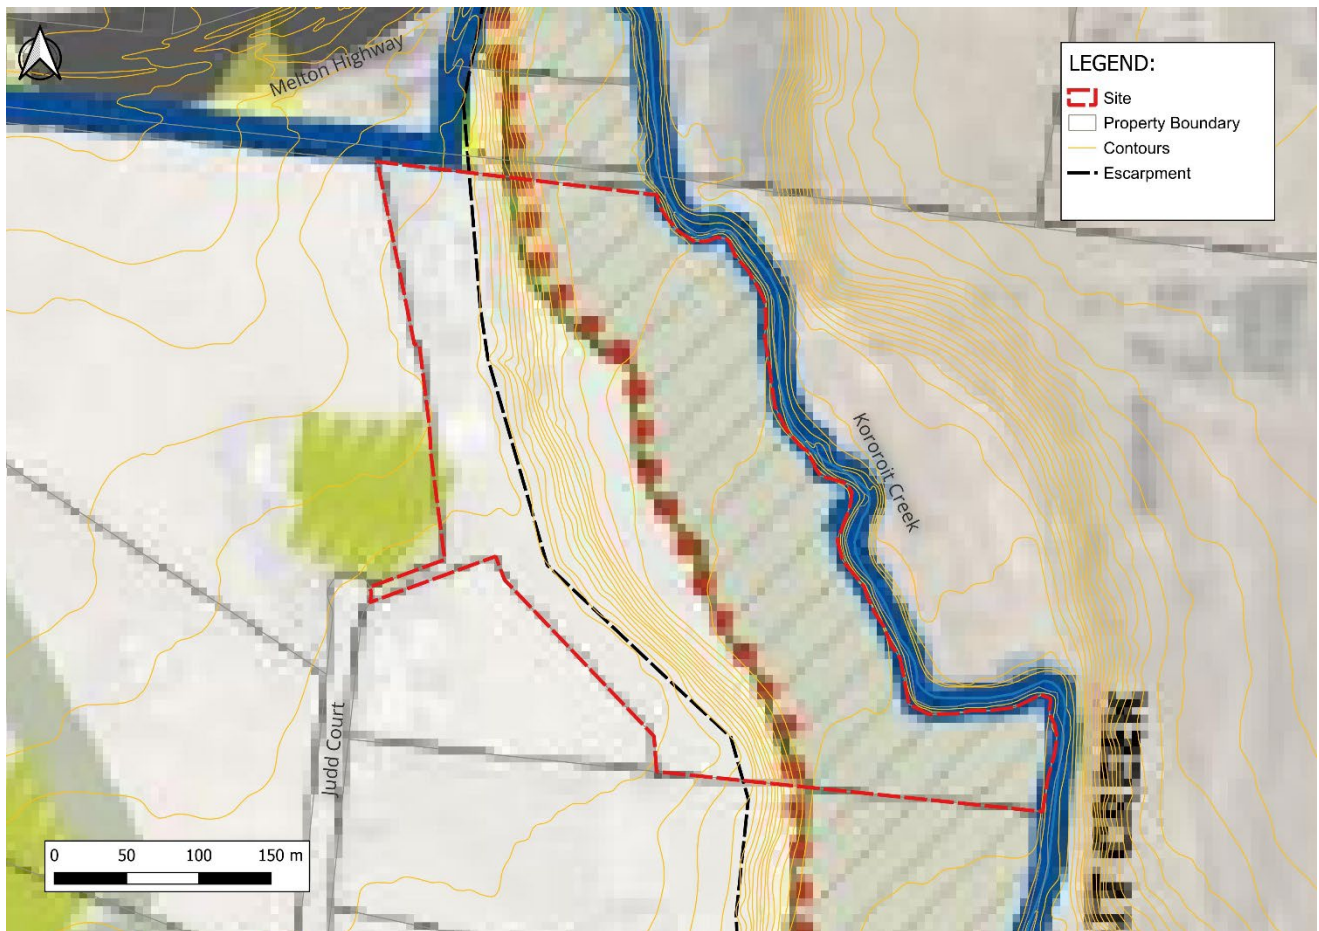 Melton Highway
LEGEND:
Site
Property Boundary
Contours
Escarpment
Kororoit Creek
Judd Court
0 50 100 150 m